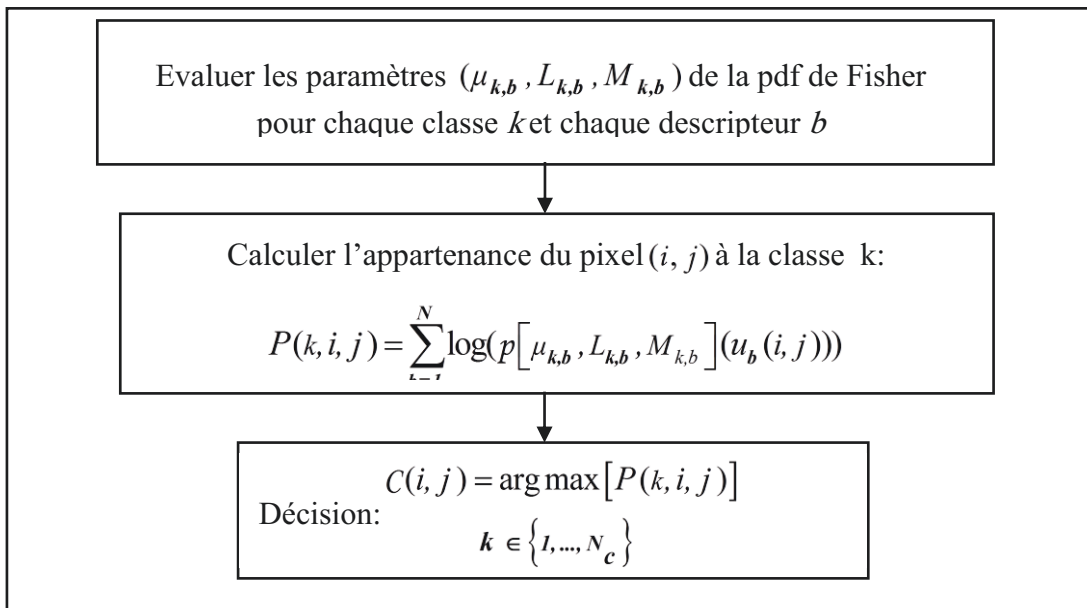 Evaluer les paramètres (μ_{k,b}, L_{k,b}, M_{k,b}) de la pdf de Fisher
pour chaque classe k et chaque descripteur b
Calculer l’appartenance du pixel (i, j) à la classe k:
P(k, i, j) = ∑_{b=1}^{N} log(p[μ_{k,b}, L_{k,b}, M_{k,b}](u_b(i, j)))
C(i, j) = arg max[P(k, i, j)]
Décision:
k ∈ {1,..., N_c}